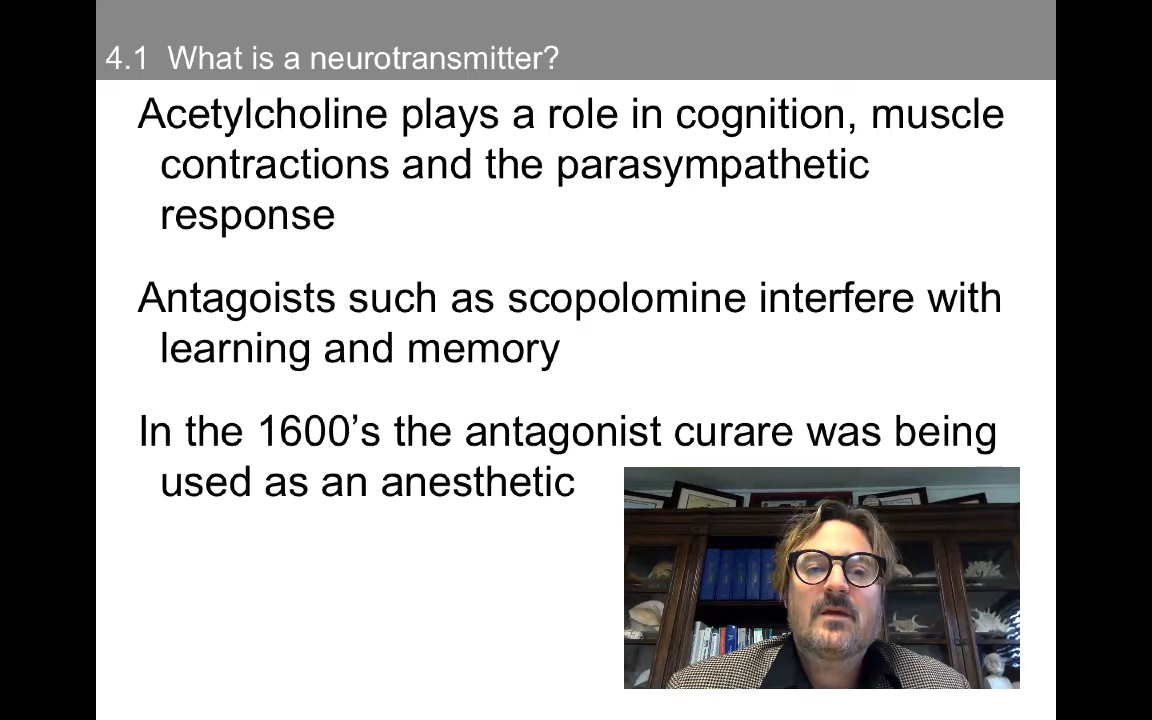 4.1 What is a neurotransmitter?
Acetylcholine plays a role in cognition, muscle
contractions and the parasympathetic
response
Antagoists such as scopolomine interfere with
learning and memory
In the 1600’s the antagonist curare was being
used as an anesthetic